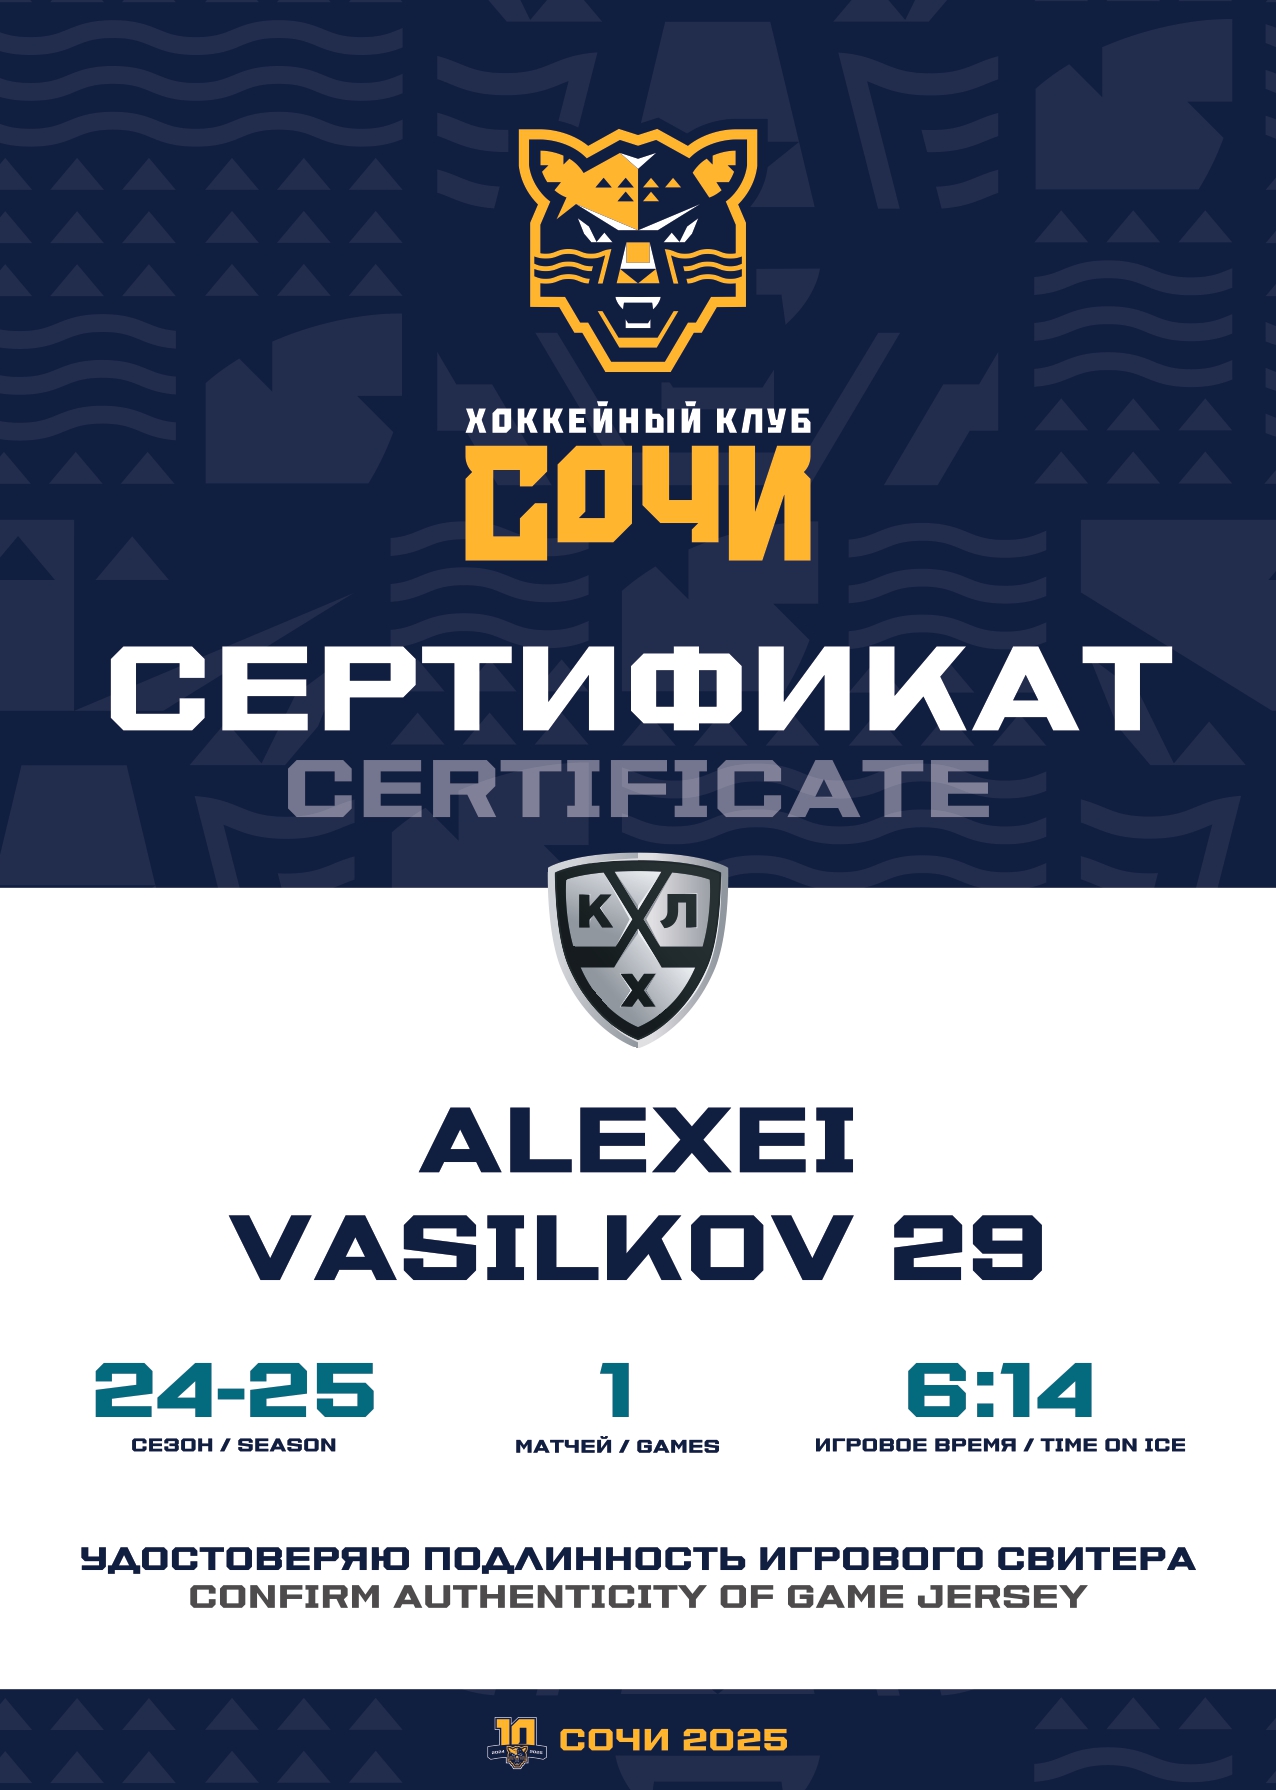 ХОККЕЙНЫЙ КЛУБ
СОЧИ
СЕРТИФИКАТ
CERTIFICATE
К Л
Х
ALEXEI
VASILKOV 29
24-25 1 6:14
СЕЗОН / SEASON МАТЧЕЙ / GAMES ИГРОВОЕ ВРЕМЯ / TIME ON ICE
УДОСТОВЕРЯЮ ПОДЛИННОСТЬ ИГРОВОГО СВИТЕРА
CONFIRM AUTHENTICITY OF GAME JERSEY
10 СОЧИ 2025